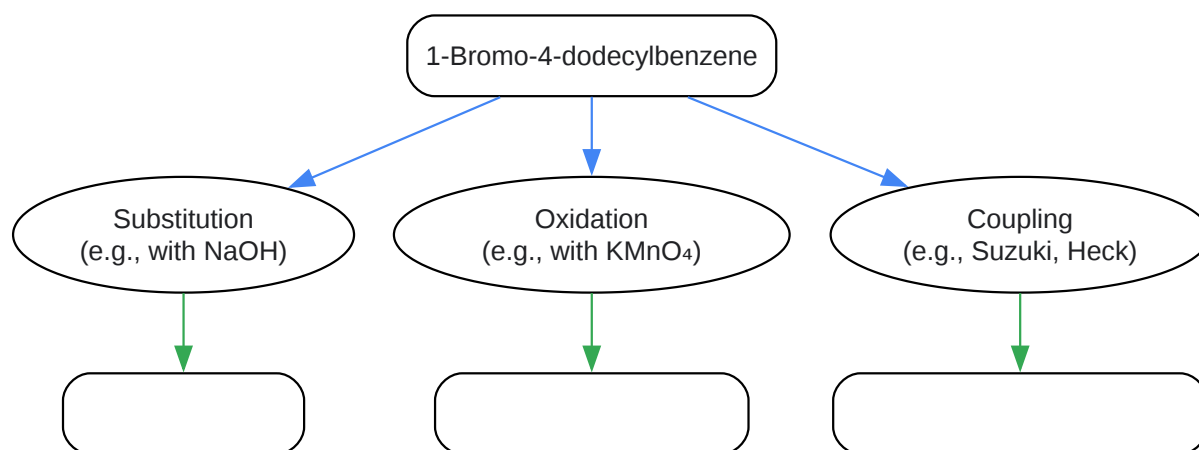 1-Bromo-4-dodecylbenzene
Substitution
(e.g., with NaOH)
Oxidation
(e.g., with KMnO₄)
Coupling
(e.g., Suzuki, Heck)